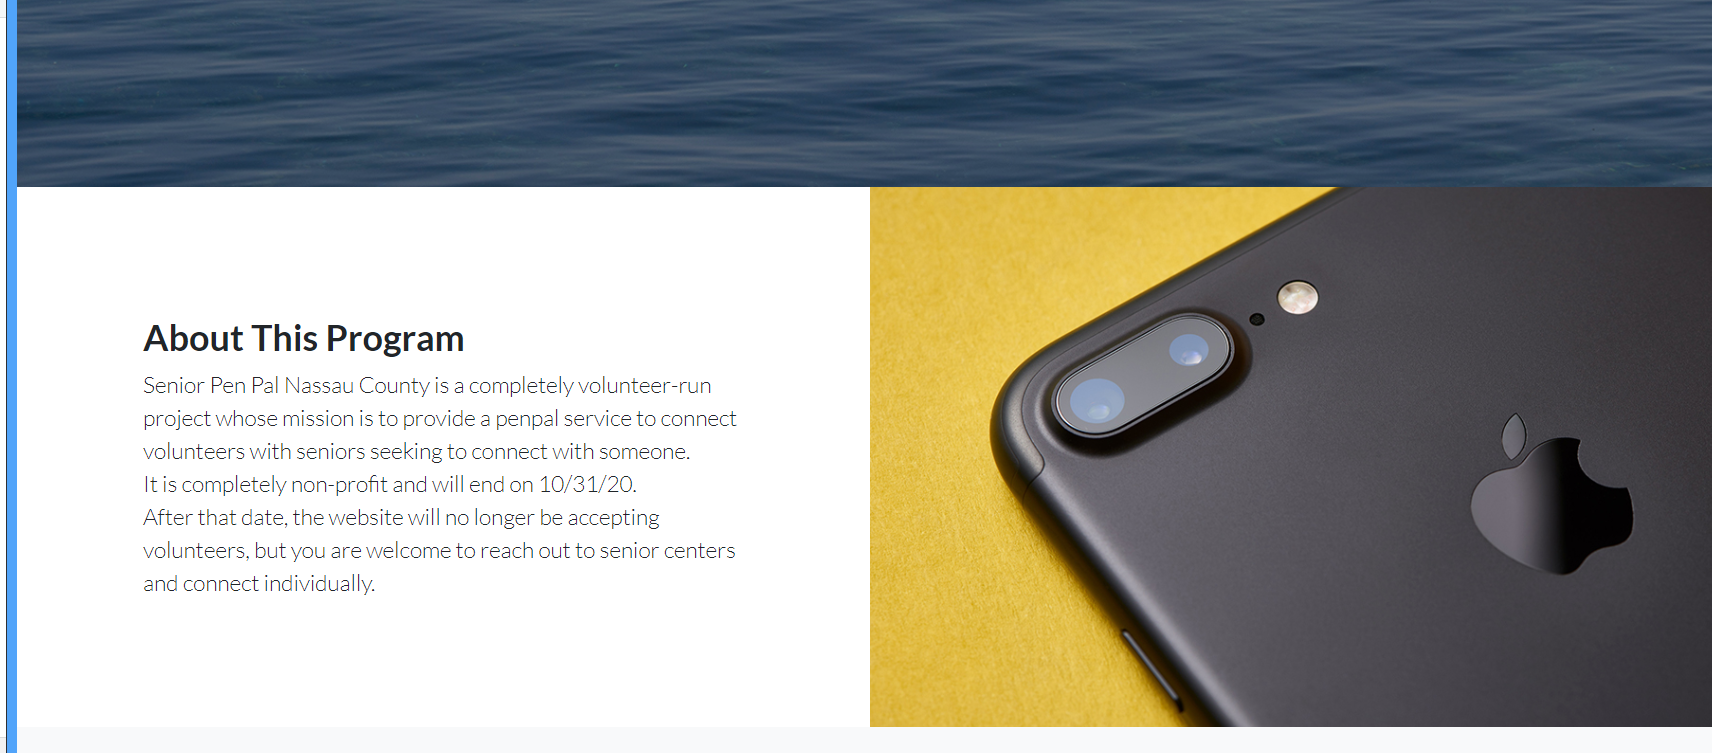 About This Program
Senior Pen Pal Nassau County is a completely volunteer-run
project whose mission is to provide a penpal service to connect
volunteers with seniors seeking to connect with someone.
It is completely non-profit and will end on 10/31/20.
After that date, the website will no longer be accepting
volunteers, but you are welcome to reach out to senior centers
and connect individually.